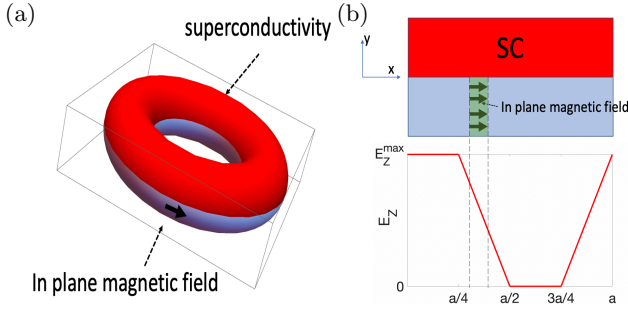 (a)
superconductivity
In plane magnetic field
(b)
y
x
SC
In plane magnetic field
E_Z^max
E_Z
0
a/4 a/2 3a/4 a